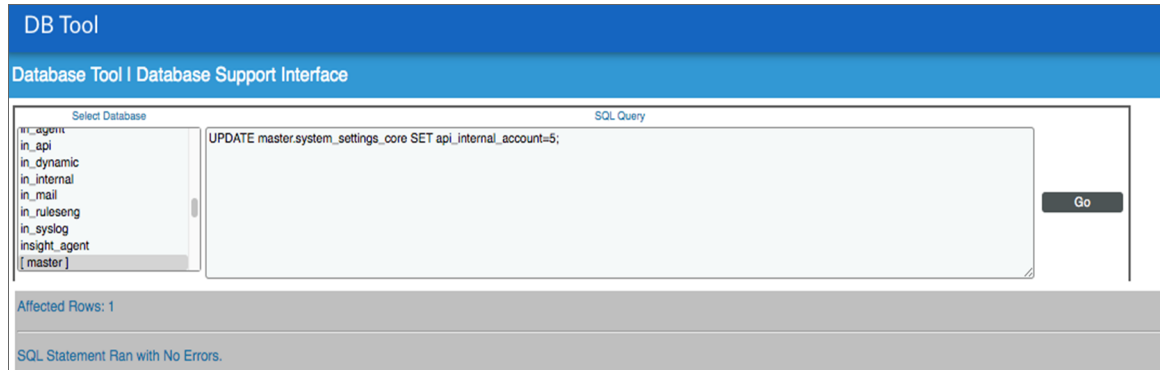 DB Tool
Database Tool | Database Support Interface
Select Database
SQL Query
in_agent
in_api
in_dynamic
in_internal
in_mail
in_ruleseng
in_syslog
insight_agent
[ master ]
UPDATE master.system_settings_core SET api_internal_account=5;
Go
Affected Rows: 1
SQL Statement Ran with No Errors.